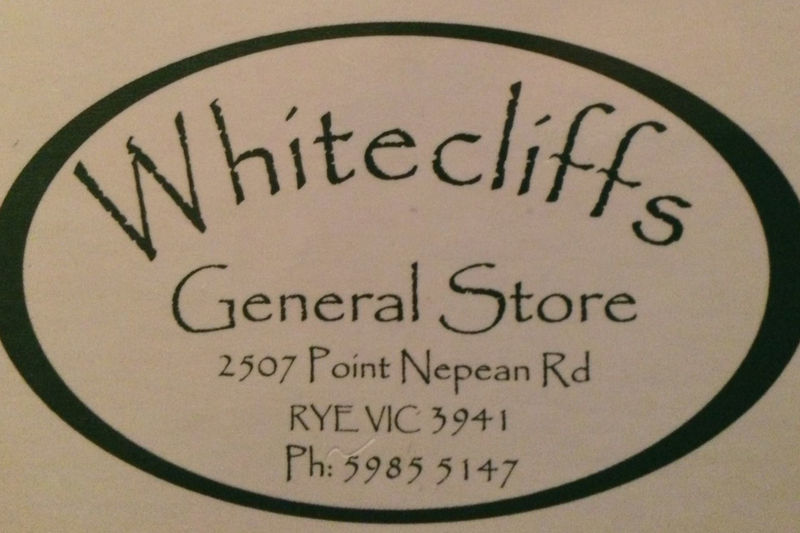 Whitecliffs
General Store
2507 Point Nepean Rd
RYE VIC 3941
Ph: 5985 5147